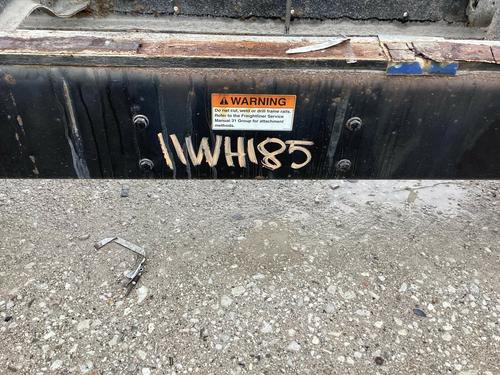 WARNING
Do not cut, weld or drill frame rails.
Refer to the Freightliner Service
Manual 31 Group for attachment
methods.
11WH185